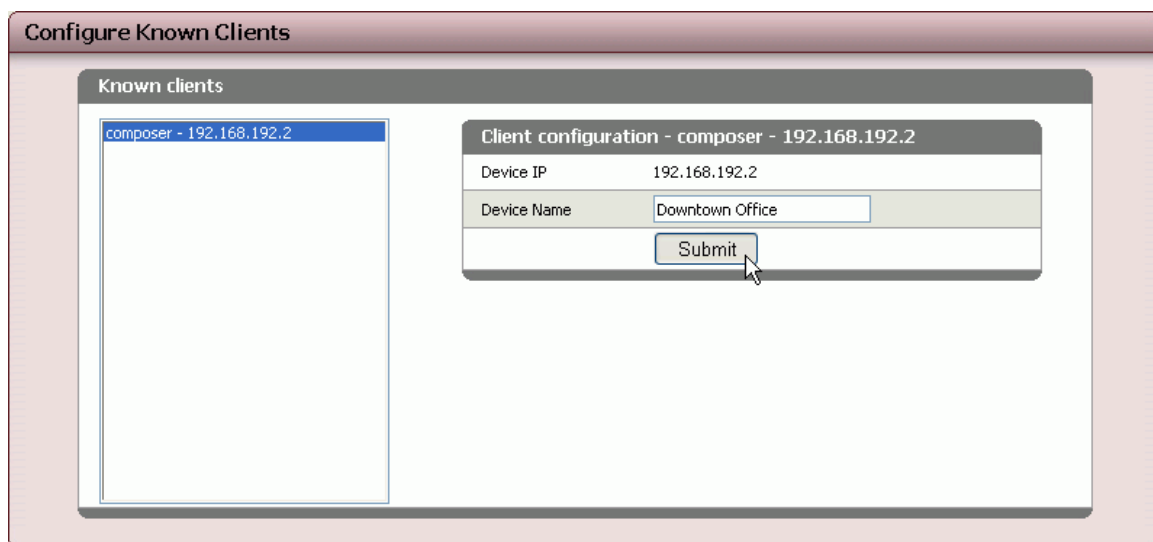 Configure Known Clients
Known clients
composer - 192.168.192.2
Client configuration - composer - 192.168.192.2
Device IP 192.168.192.2
Device Name Downtown Office
Submit